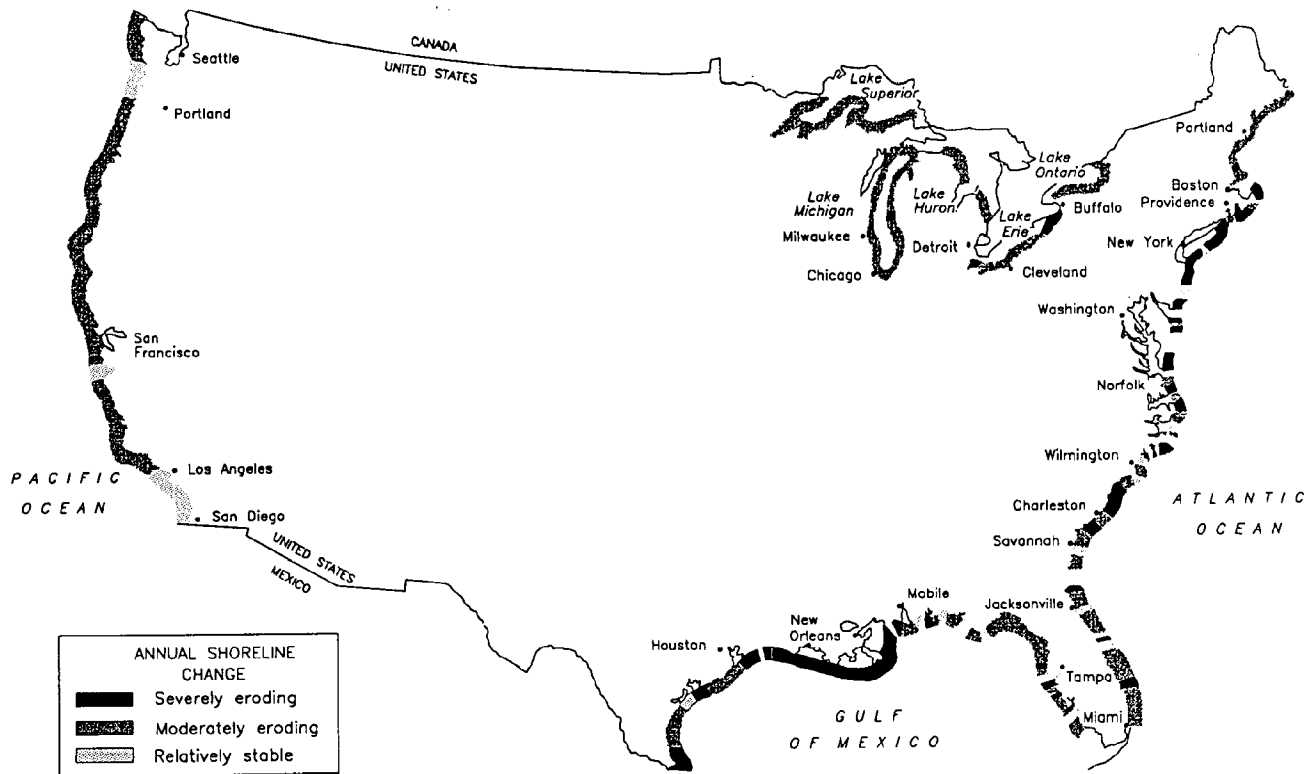 CANADA
UNITED STATES
Seattle
Portland
Lake
Superior
Portland
Lake
Ontario
Boston
Providence
Lake
Michigan
Lake
Huron
Lake
Erie
Buffalo
Milwaukee
Detroit
New York
Chicago
Cleveland
Washington
San
Francisco
Norfolk
Wilmington
PACIFIC
OCEAN
Los Angeles
San Diego
Charleston
ATLANTIC
OCEAN
Savannah
UNITED STATES
MEXICO
Mobile
Jacksonville
New
Orleans
Houston
Tampa
Miami
GULF
OF MEXICO
ANNUAL SHORELINE
CHANGE
Severely eroding
Moderately eroding
Relatively stable